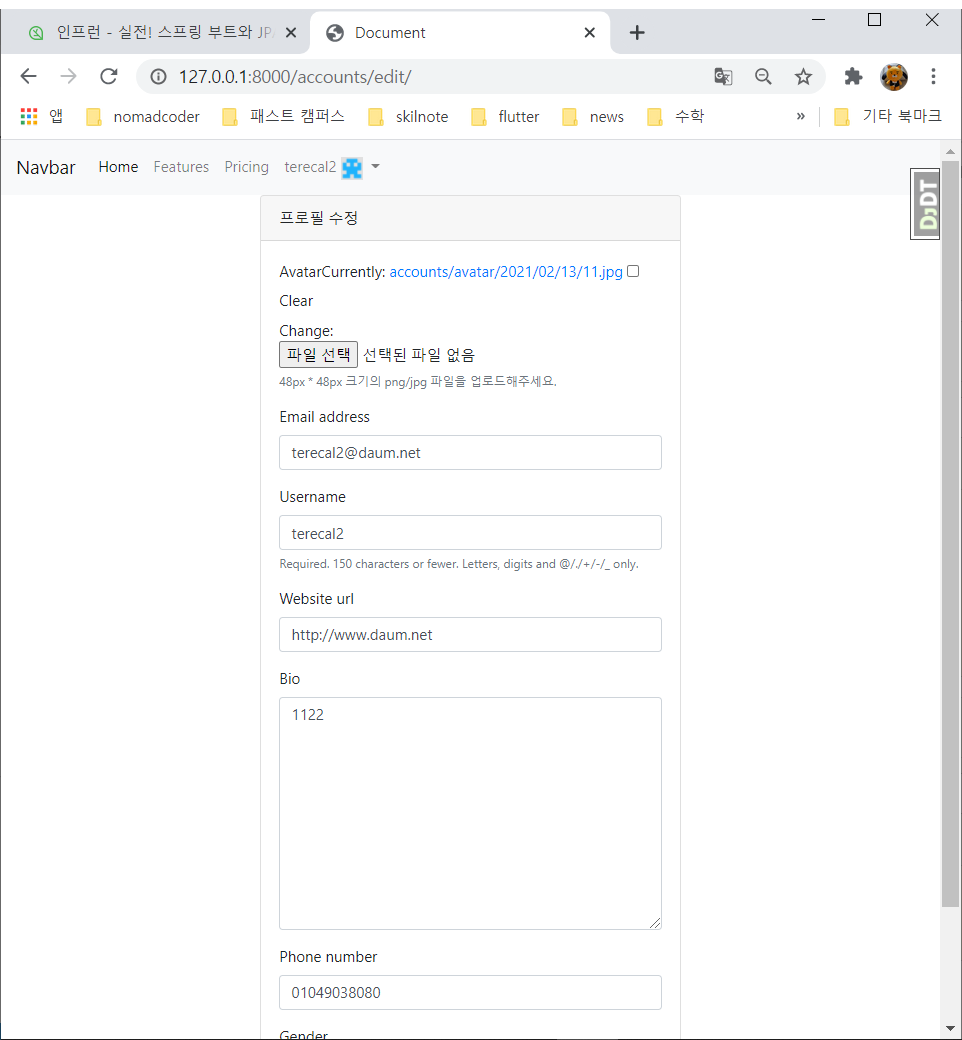 인프런 - 실전! 스프링 부트와 JP
Document
127.0.0.1:8000/accounts/edit/
앱 nomadcoder 패스트 캠퍼스 skilnote flutter news 수학 » 기타 북마크
Navbar Home Features Pricing terecal2
DJDT
프로필 수정
AvatarCurrently: accounts/avatar/2021/02/13/11.jpg
Clear
Change:
파일 선택 선택된 파일 없음
48px * 48px 크기의 png/jpg 파일을 업로드해주세요.
Email address
terecal2@daum.net
Username
terecal2
Required. 150 characters or fewer. Letters, digits and @/./+/-/_ only.
Website url
http://www.daum.net
Bio
1122
Phone number
01049038080
Gender